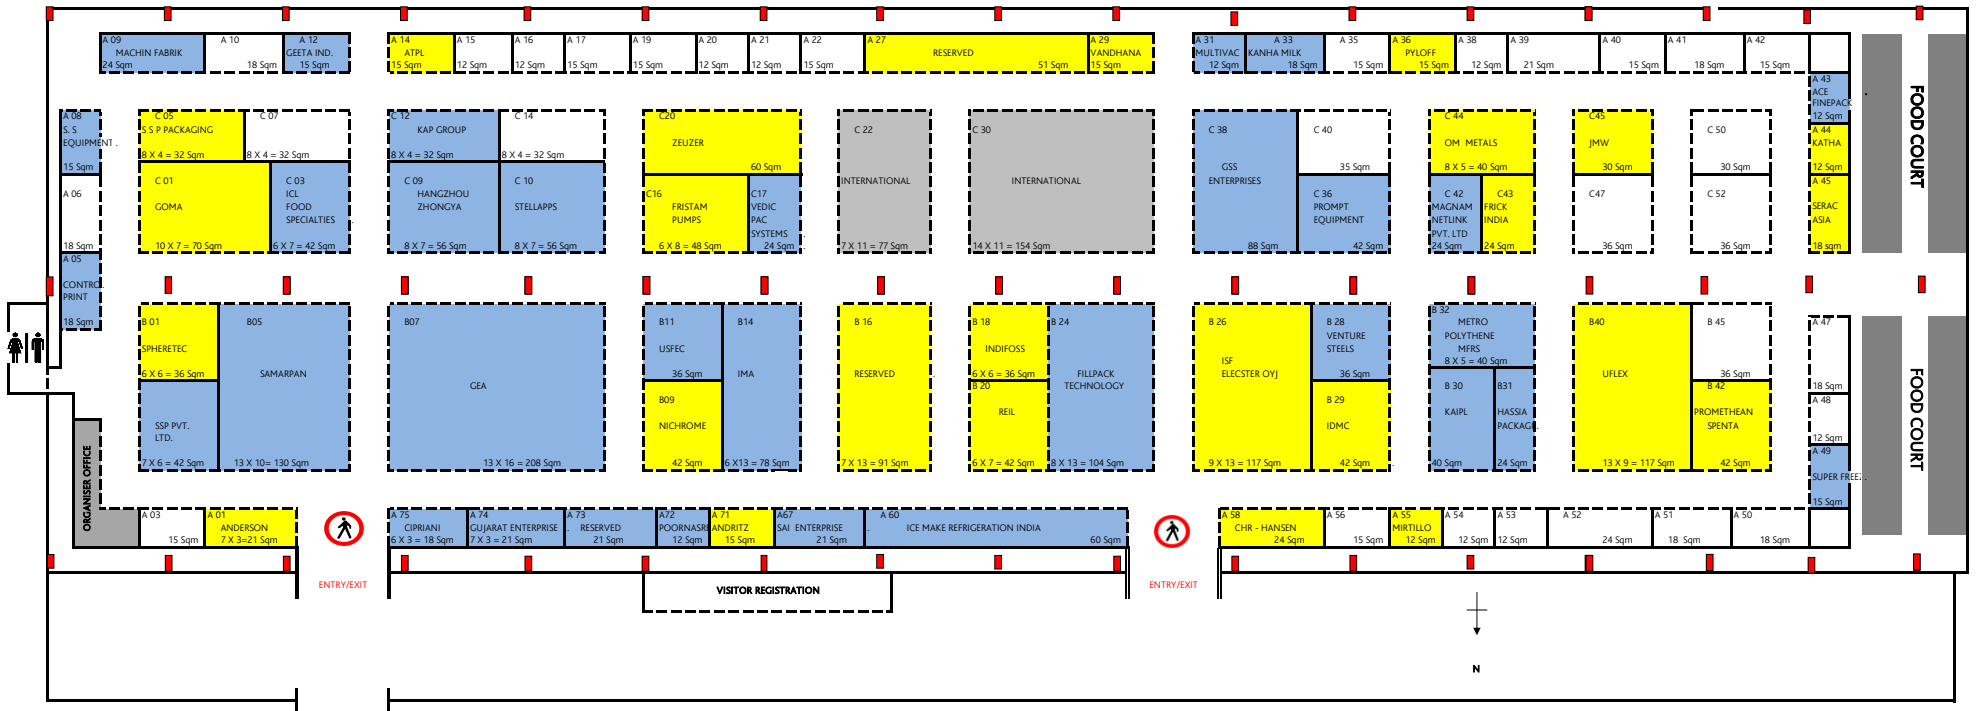 A 09
MACHIN FABRIK
24 Sqm
A 10
18 Sqm
A 12
GEETA IND.
15 Sqm
A 14
ATPL
15 Sqm
A 15
12 Sqm
A 16
12 Sqm
A 17
15 Sqm
A 19
15 Sqm
A 20
12 Sqm
A 21
12 Sqm
A 22
15 Sqm
A 27
RESERVED
51 Sqm
A 29
VANDHANA
15 Sqm
A 31
MULTIVAC
12 Sqm
A 33
KANHA MILK
18 Sqm
A 35
15 Sqm
A 36
PYLOFF
15 Sqm
A 38
12 Sqm
A 39
21 Sqm
A 40
15 Sqm
A 41
18 Sqm
A 42
15 Sqm
A 43
ACE
FINEPACK
12 Sqm
A 44
KATHA
12 Sqm
A 45
SERAC
ASIA
18 sqm
FOOD COURT
A 08
S. S
EQUIPMENT .
15 Sqm
A 06
18 Sqm
A 05
CONTRO.
PRINT
18 Sqm
C 05
S S P PACKAGING
8 X 4 = 32 Sqm
C 07
8 X 4 = 32 Sqm
C 01
GOMA
10 X 7 = 70 Sqm
C 03
ICL
FOOD
SPECIALTIES
6 X 7 = 42 Sqm
C 12
KAP GROUP
8 X 4 = 32 Sqm
C 14
8 X 4 = 32 Sqm
C 09
HANGZHOU
ZHONGYA
8 X 7 = 56 Sqm
C 10
STELLAPPS
8 X 7 = 56 Sqm
C20
ZEUZER
60 Sqm
C16
FRISTAM
PUMPS
6 X 8 = 48 Sqm
C17
VEDIC
PAC
SYSTEMS
24 Sqm
C 22
INTERNATIONAL
7 X 11 = 77 Sqm
C 30
INTERNATIONAL
14 X 11 = 154 Sqm
C 38
GSS
ENTERPRISES
88 Sqm
C 40
35 Sqm
C 36
PROMPT
EQUIPMENT
42 Sqm
C 44
OM METALS
8 X 5 = 40 Sqm
C 42
MAGNAM
NETLINK
PVT. LTD
24 Sqm
C43
FRICK
INDIA
24 Sqm
C45
JMW
30 Sqm
C47
36 Sqm
C 50
30 Sqm
C 52
36 Sqm
B 01
SPHERETEC
6 X 6 = 36 Sqm
SSP PVT.
LTD.
7 X 6 = 42 Sqm
B05
SAMARPAN
13 X 10= 130 Sqm
B07
GEA
13 X 16 = 208 Sqm
B11
USFEC
36 Sqm
B09
NICHROME
42 Sqm
B14
IMA
6 X13 = 78 Sqm
B 16
RESERVED
7 X 13 = 91 Sqm
B 18
INDIFOSS
6 X 6 = 36 Sqm
B 20
REIL
6 X 7 = 42 Sqm
B 24
FILLPACK
TECHNOLOGY
8 X 13 = 104 Sqm
B 26
ISF
ELECSTER OYJ
9 X 13 = 117 Sqm
B 28
VENTURE
STEELS
36 Sqm
B 29
IDMC
42 Sqm
B 32
METRO
POLYTHENE
MFRS
8 X 5 = 40 Sqm
B 30
KAIPL
40 Sqm
B31
HASSIA
PACKAG.
24 Sqm
B40
UFLEX
13 X 9 = 117 Sqm
B 45
36 Sqm
B 42
PROMETHEAN
SPENTA
42 Sqm
A 47
18 Sqm
A 48
12 Sqm
A 49
SUPER FREEZ .
15 Sqm
FOOD COURT
ORGANISER OFFICE
A 03
15 Sqm
A 01
ANDERSON
7 X 3=21 Sqm
A 75
CIPRIANI
6 X 3 = 18 Sqm
A 74
GUJARAT ENTERPRISE .
7 X 3 = 21 Sqm
A 73
RESERVED
21 Sqm
A72
POORNASRI
12 Sqm
A 71
ANDRITZ
15 Sqm
A67
SAI ENTERPRISE
21 Sqm
A 60
ICE MAKE REFRIGERATION INDIA
60 Sqm
A 58
CHR - HANSEN
24 Sqm
A 56
15 Sqm
A 55
MIRTILLO
12 Sqm
A 54
12 Sqm
A 53
12 Sqm
A 52
24 Sqm
A 51
18 Sqm
A 50
18 Sqm
ENTRY/EXIT
VISITOR REGISTRATION
ENTRY/EXIT
N